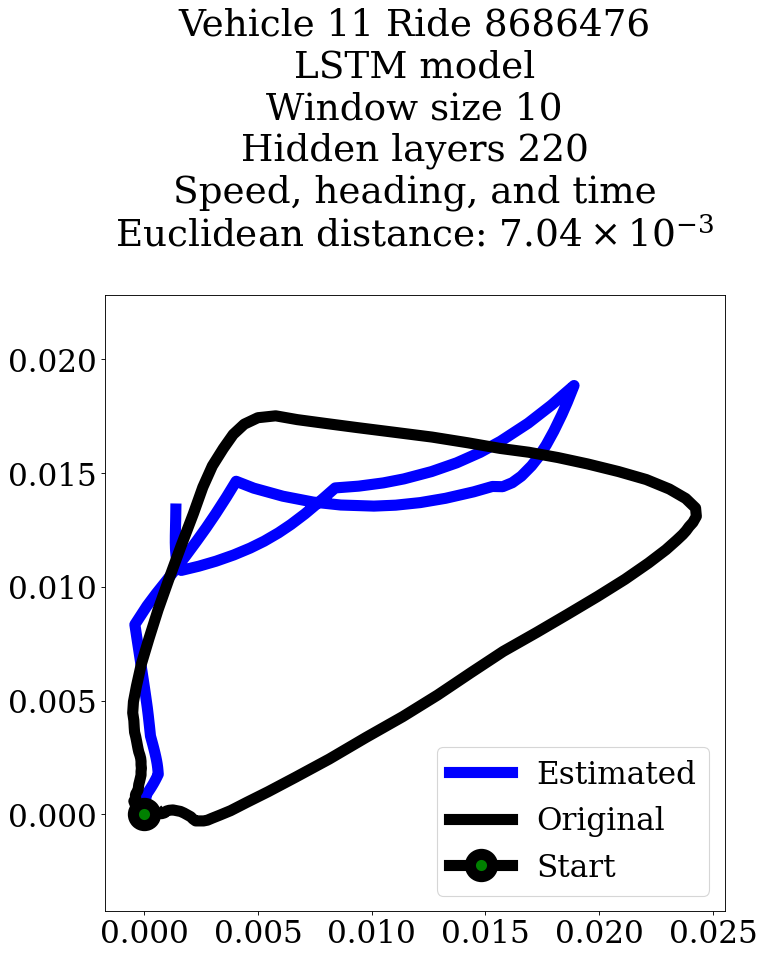 Vehicle 11 Ride 8686476
LSTM model
Window size 10
Hidden layers 220
Speed, heading, and time
Euclidean distance: 7.04 × 10⁻³
0.020
0.015
0.010
0.005
0.000
Estimated
Original
Start
0.000 0.005 0.010 0.015 0.020 0.025